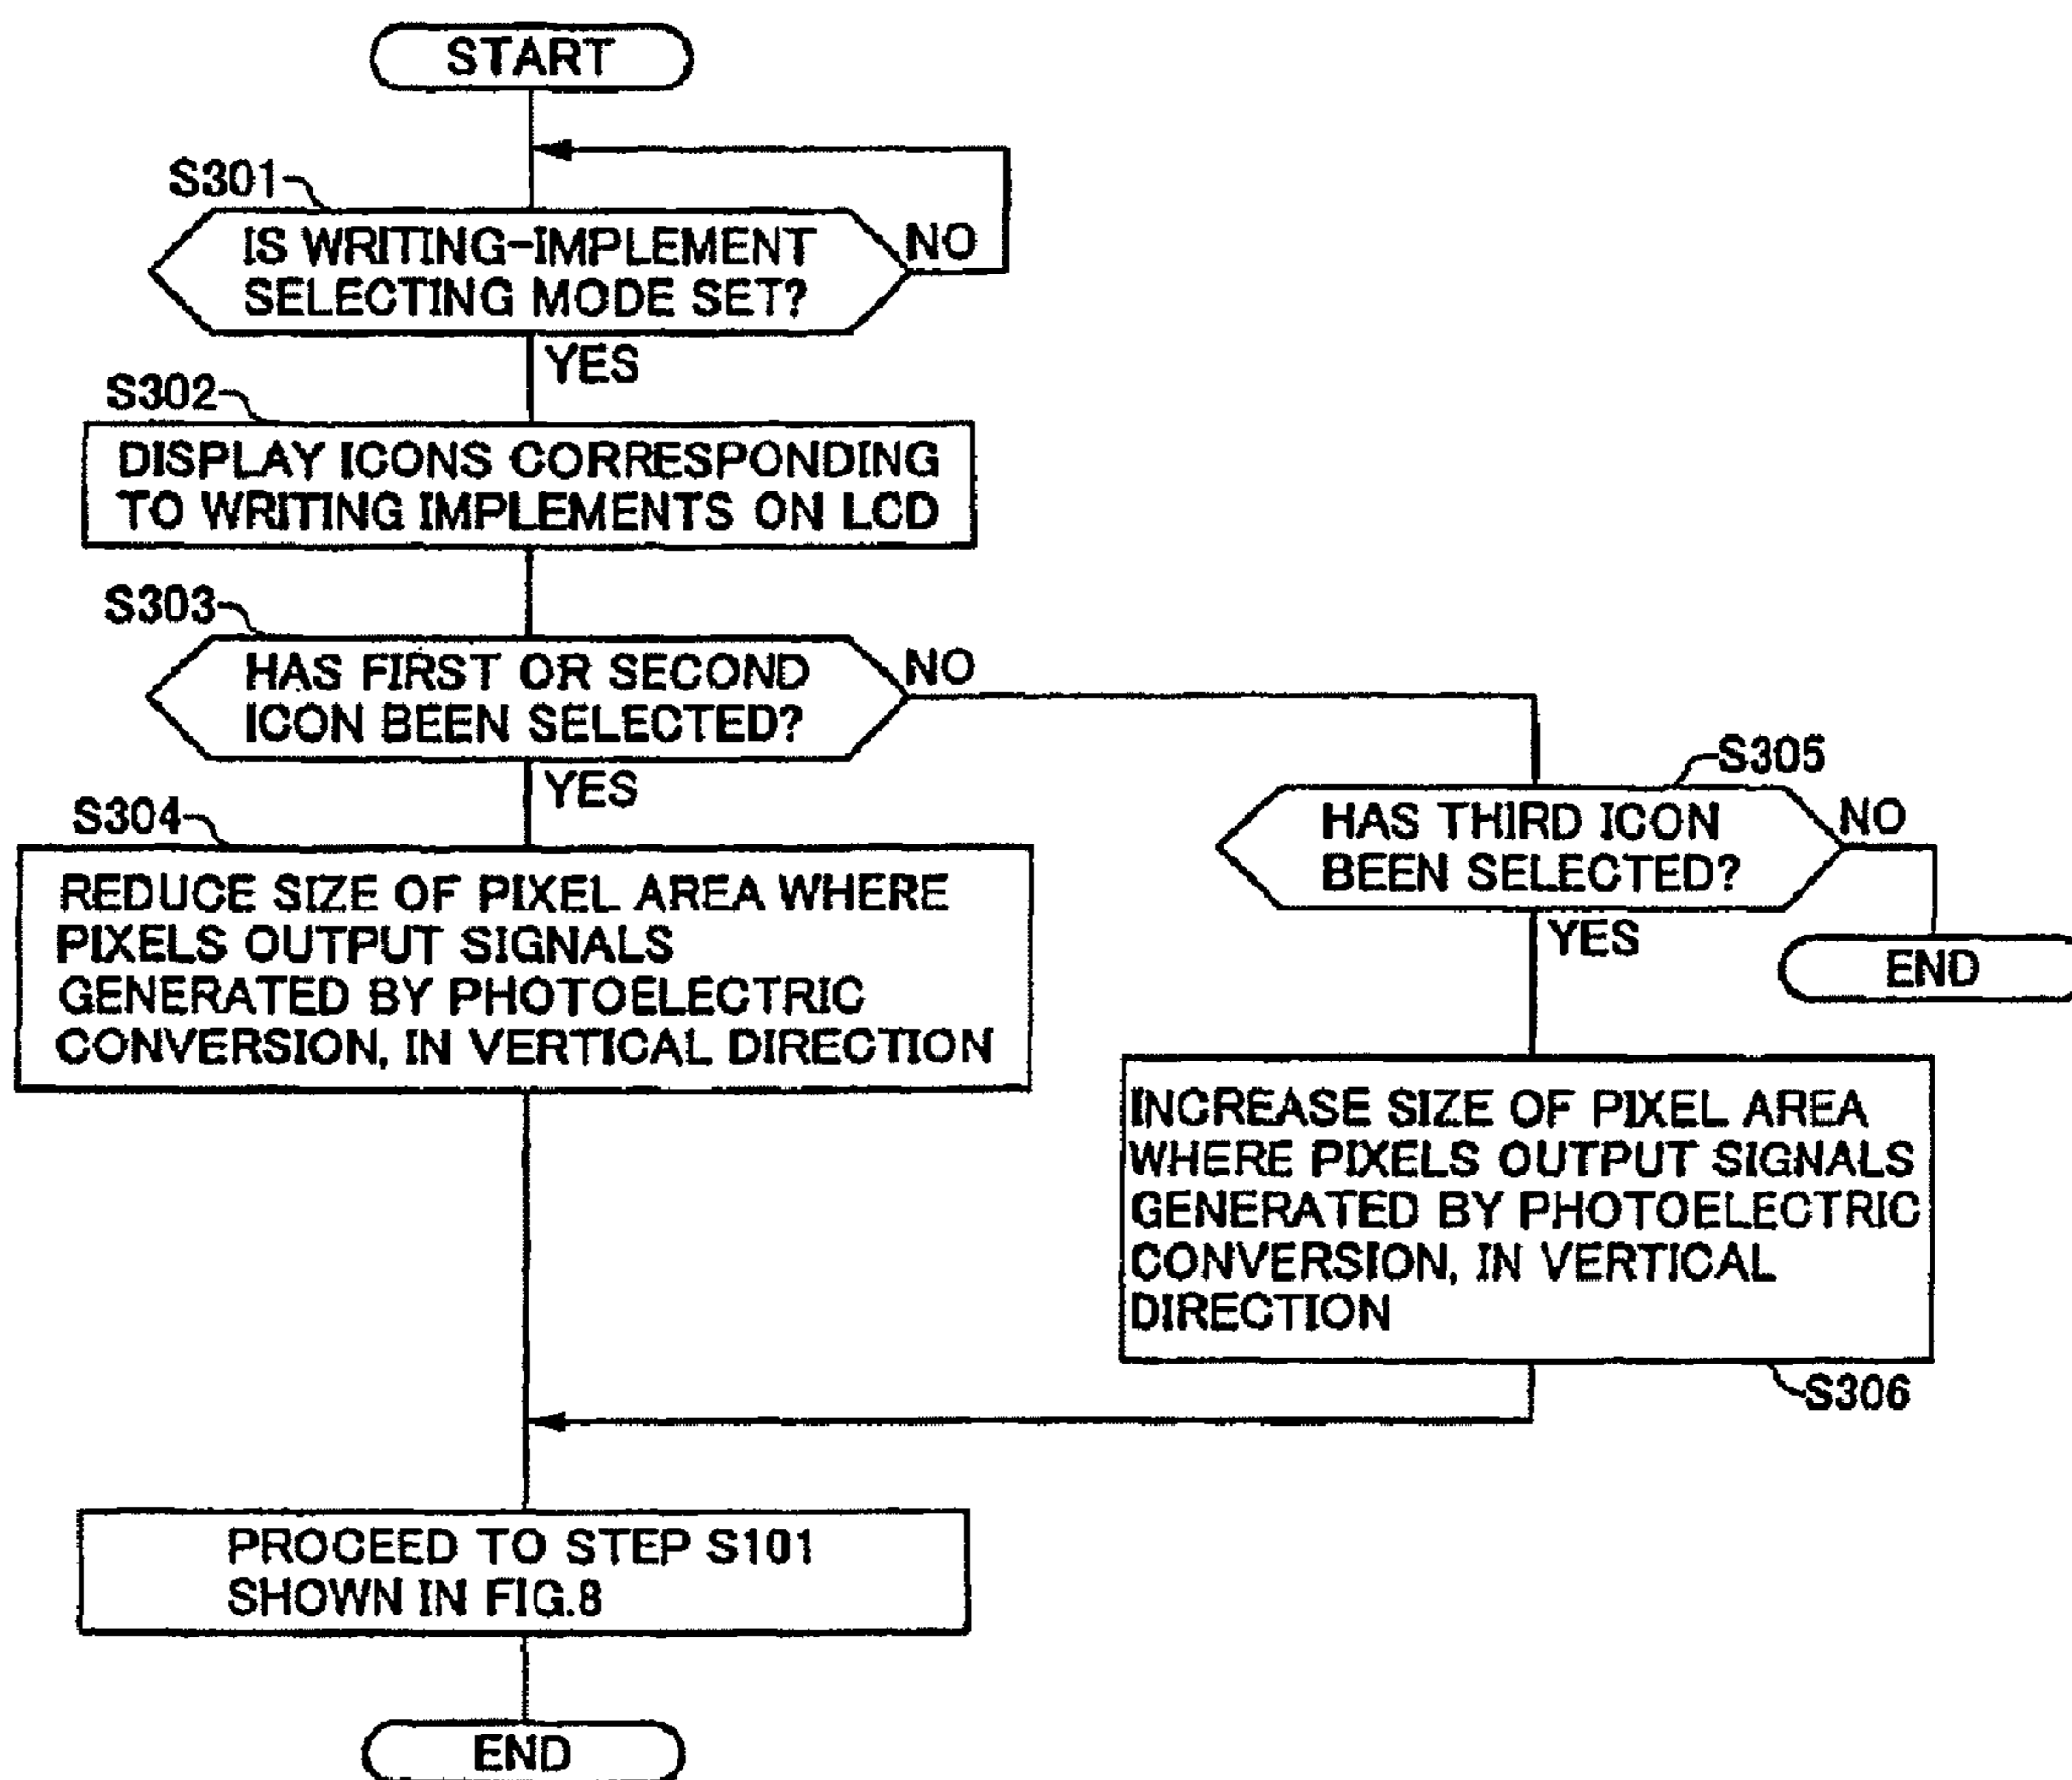 START
S301
IS WRITING-IMPLEMENT
SELECTING MODE SET?
NO
YES
S302
DISPLAY ICONS CORRESPONDING
TO WRITING IMPLEMENTS ON LCD
S303
HAS FIRST OR SECOND
ICON BEEN SELECTED?
NO
YES
S304
REDUCE SIZE OF PIXEL AREA WHERE
PIXELS OUTPUT SIGNALS
GENERATED BY PHOTOELECTRIC
CONVERSION, IN VERTICAL DIRECTION
S305
HAS THIRD ICON
BEEN SELECTED?
NO
YES
END
INCREASE SIZE OF PIXEL AREA
WHERE PIXELS OUTPUT SIGNALS
GENERATED BY PHOTOELECTRIC
CONVERSION, IN VERTICAL
DIRECTION
S306
PROCEED TO STEP S101
SHOWN IN FIG.8
END